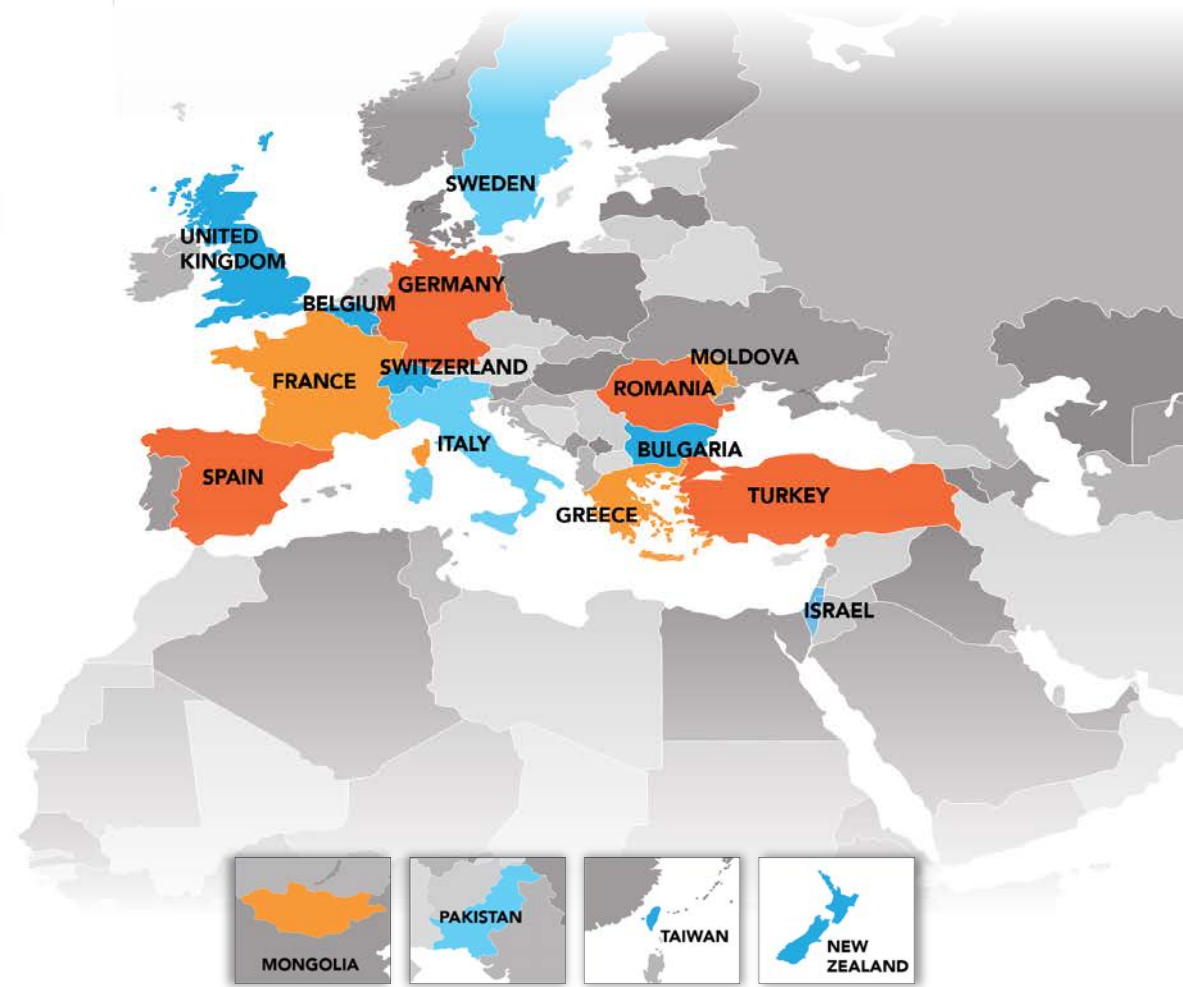 SWEDEN
UNITED
KINGDOM
GERMANY
BELGIUM
MOLDOVA
SWITZERLAND
FRANCE
ROMANIA
ITALY
BULGARIA
SPAIN
TURKEY
GREECE
ISRAEL
MONGOLIA
PAKISTAN
TAIWAN
NEW
ZEALAND